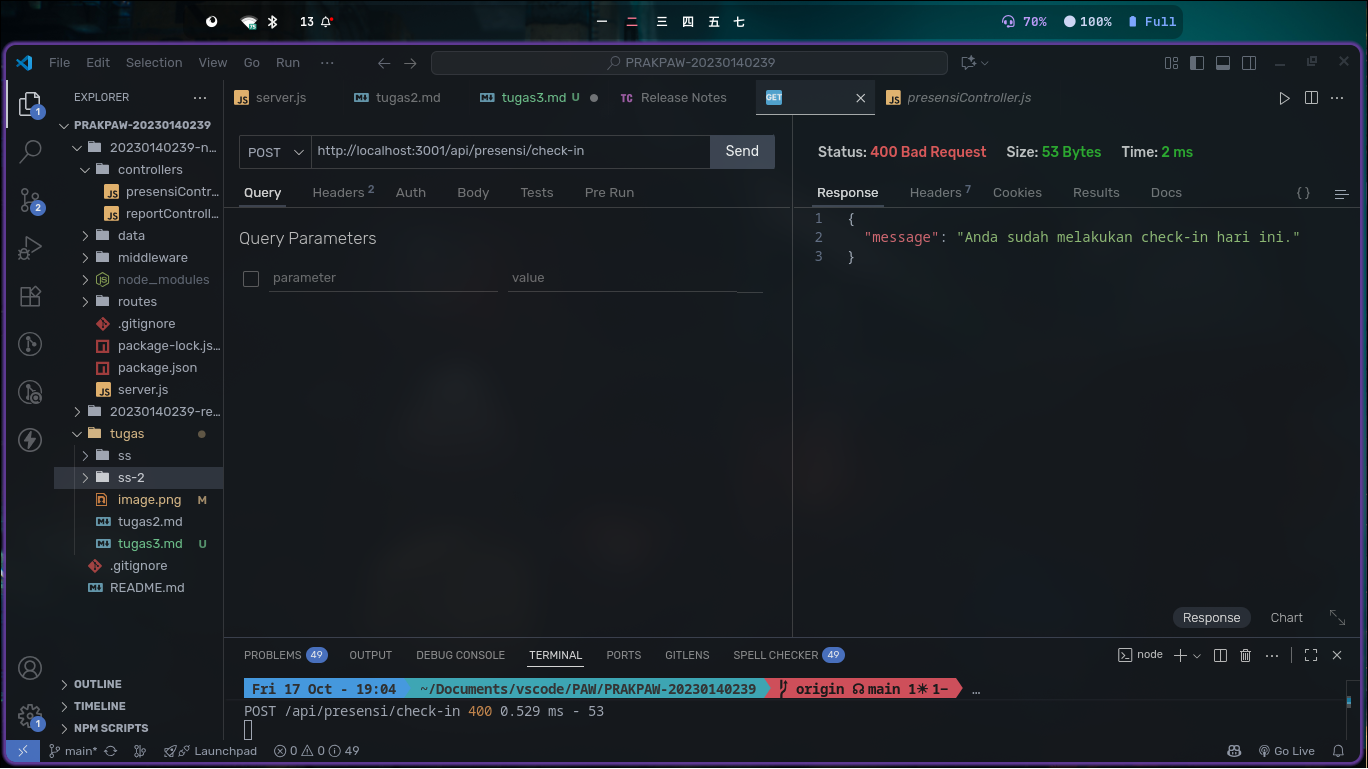 13
一 二 三 四 五 七
70% 100% Full
File Edit Selection View Go Run ···
PRAKPAW-20230140239
EXPLORER ···
server.js tugas2.md tugas3.md U TC Release Notes GET presensiController.js ···
PRAKPAW-20230140239
20230140239-n...
controllers
presensiContr...
reportControll...
data
middleware
node_modules
routes
.gitignore
package-lock.js...
package.json
server.js
20230140239-re...
tugas
ss
ss-2
image.png M
tugas2.md
tugas3.md U
.gitignore
README.md
OUTLINE
TIMELINE
NPM SCRIPTS
1
2
1
POST http://localhost:3001/api/presensi/check-in Send
Query Headers 2 Auth Body Tests Pre Run
Query Parameters
parameter value
Status: 400 Bad Request Size: 53 Bytes Time: 2 ms
Response Headers 7 Cookies Results Docs { }
1 {
2 "message": "Anda sudah melakukan check-in hari ini."
3 }
Response Chart
PROBLEMS 49 OUTPUT DEBUG CONSOLE TERMINAL PORTS GITLENS SPELL CHECKER 49 node ···
Fri 17 Oct - 19:04 ~/Documents/vscode/PAW/PRAKPAW-20230140239 origin main 1☀ 1− …
POST /api/presensi/check-in 400 0.529 ms - 53
main* Launchpad 0 0 49 Go Live